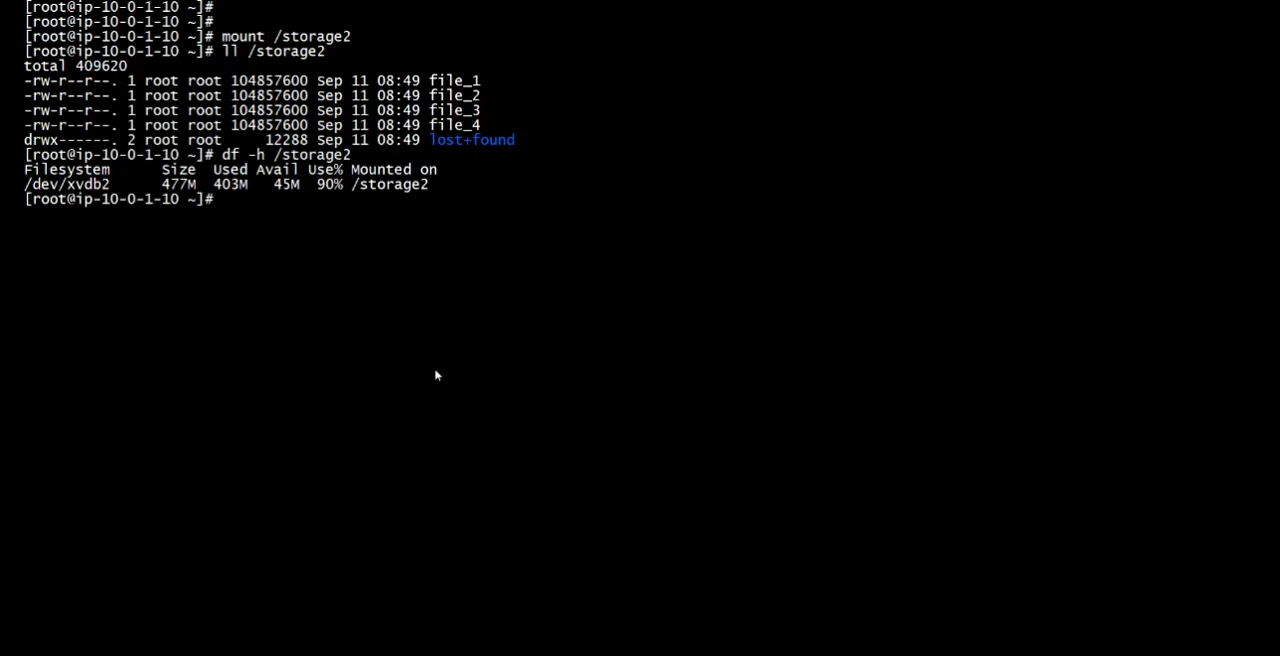 [root@ip-10-0-1-10 ~]#
[root@ip-10-0-1-10 ~]#
[root@ip-10-0-1-10 ~]# mount /storage2
[root@ip-10-0-1-10 ~]# ll /storage2
total 409620
-rw-r--r--. 1 root root 104857600 Sep 11 08:49 file_1
-rw-r--r--. 1 root root 104857600 Sep 11 08:49 file_2
-rw-r--r--. 1 root root 104857600 Sep 11 08:49 file_3
-rw-r--r--. 1 root root 104857600 Sep 11 08:49 file_4
drwx------. 2 root root     12288 Sep 11 08:49 lost+found
[root@ip-10-0-1-10 ~]# df -h /storage2
Filesystem      Size  Used Avail Use% Mounted on
/dev/xvdb2      477M  403M   45M  90% /storage2
[root@ip-10-0-1-10 ~]#